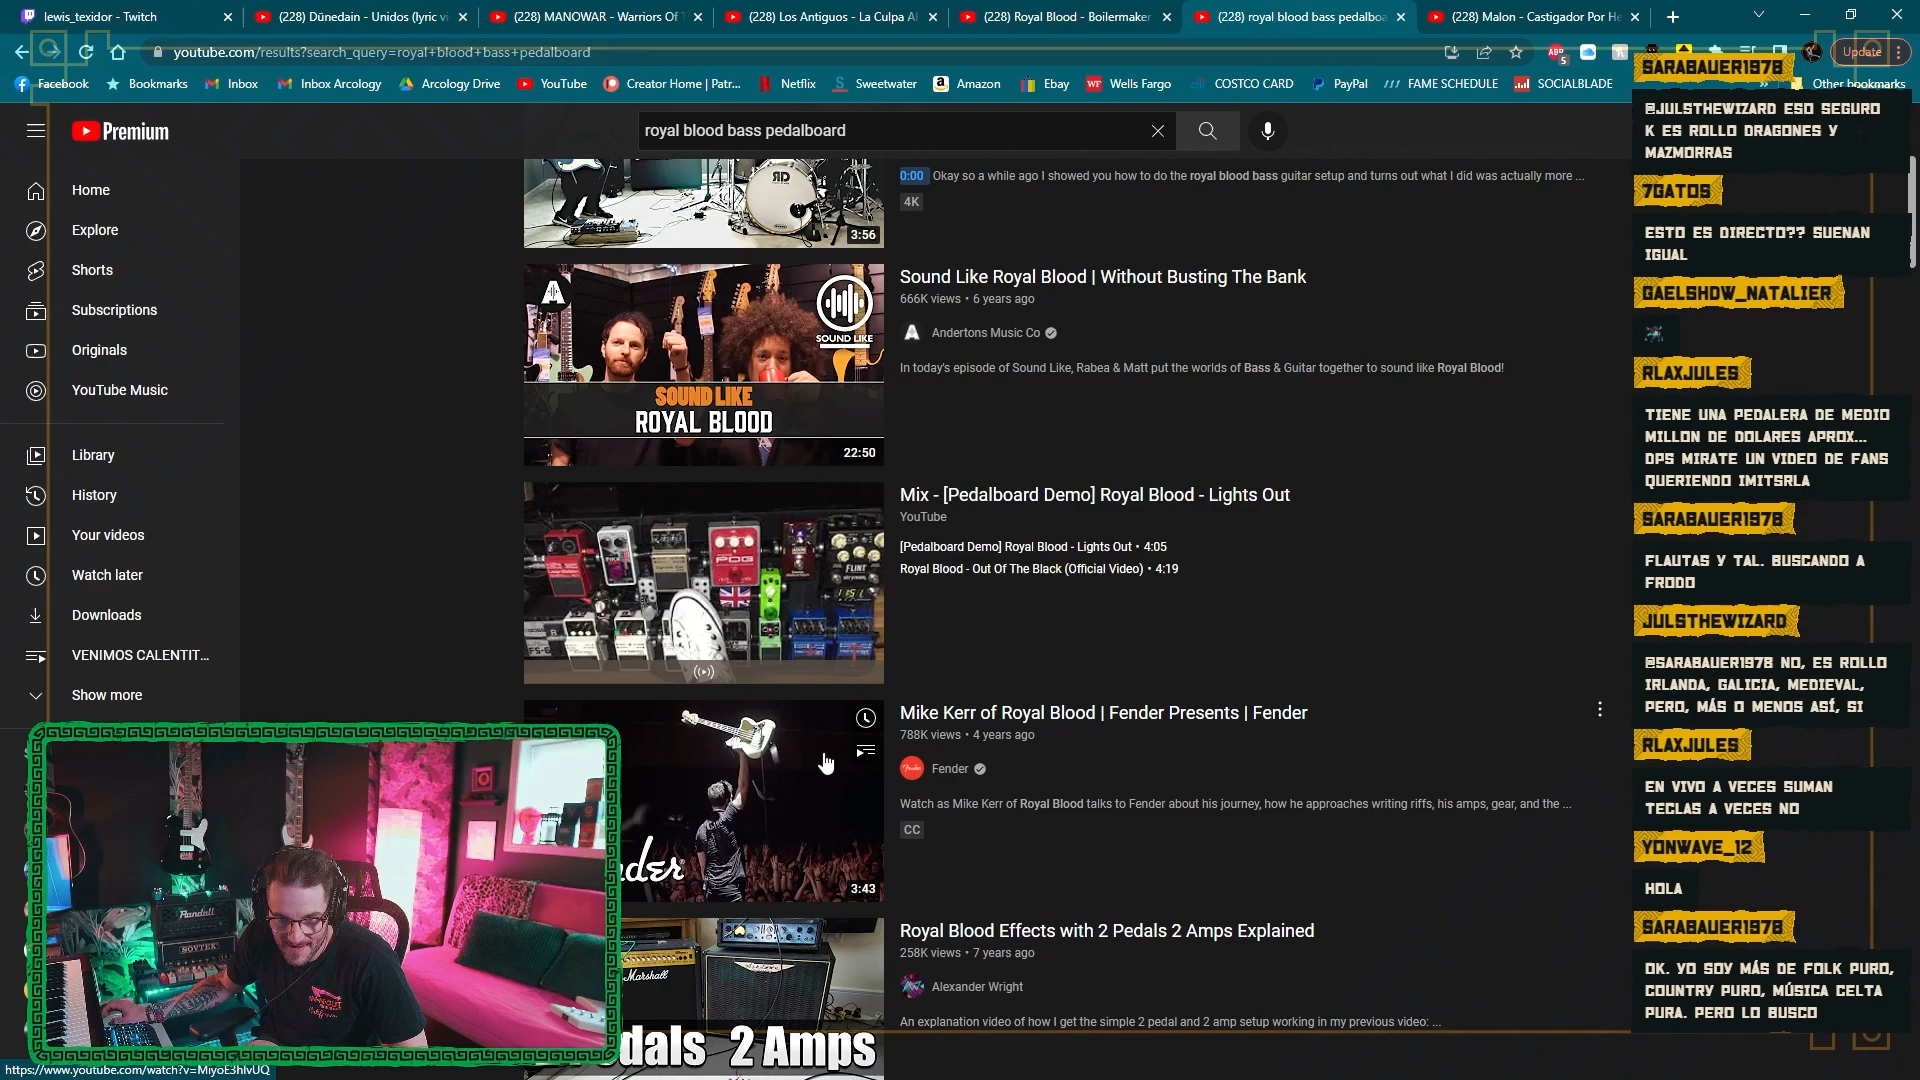 lewis_texidor - Twitch
(228) Dúnedain - Unidos (lyric vi
(228) MANOWAR - Warriors Of T
(228) Los Antiguos - La Culpa Al
(228) Royal Blood - Boilermaker
(228) royal blood bass pedalboa
(228) Malon - Castigador Por He
youtube.com/results?search_query=royal+blood+bass+pedalboard
Update
Facebook
Bookmarks
Inbox
Inbox Arcology
Arcology Drive
YouTube
Creator Home | Patr...
Netflix
Sweetwater
Amazon
Ebay
Wells Fargo
COSTCO CARD
PayPal
FAME SCHEDULE
SOCIALBLADE
Other bookmarks
Premium
royal blood bass pedalboard
Home
Explore
Shorts
Subscriptions
Originals
YouTube Music
Library
History
Your videos
Watch later
Downloads
VENIMOS CALENTIT...
Show more
3:56
0:00 Okay so a while ago I showed you how to do the royal blood bass guitar setup and turns out what I did was actually more ...
4K
SOUND LIKE
SOUND LIKE
ROYAL BLOOD
22:50
Sound Like Royal Blood | Without Busting The Bank
666K views • 6 years ago
Andertons Music Co
In today's episode of Sound Like, Rabea & Matt put the worlds of Bass & Guitar together to sound like Royal Blood!
Mix - [Pedalboard Demo] Royal Blood - Lights Out
YouTube
[Pedalboard Demo] Royal Blood - Lights Out • 4:05
Royal Blood - Out Of The Black (Official Video) • 4:19
PDG
FLINT
FS-6
Mike Kerr of Royal Blood | Fender Presents | Fender
788K views • 4 years ago
Fender
Watch as Mike Kerr of Royal Blood talks to Fender about his journey, how he approaches writing riffs, his amps, gear, and the ...
CC
nder
3:43
Royal Blood Effects with 2 Pedals 2 Amps Explained
258K views • 7 years ago
Alexander Wright
An explanation video of how I get the simple 2 pedal and 2 amp setup working in my previous video: ...
Marshall
dals 2 Amps
Randall
SOVTEK
https://www.youtube.com/watch?v=MiyoE3hIvUQ
SARABAUER1978
@JULSTHEWIZARD ESO SEGURO
K ES ROLLO DRAGONES Y
MAZMORRAS
7GATOS
ESTO ES DIRECTO?? SUENAN
IGUAL
GAELSHOW_NATALIER
RLAXJULES
TIENE UNA PEDALERA DE MEDIO
MILLON DE DOLARES APROX...
DPS MIRATE UN VIDEO DE FANS
QUERIENDO IMITSRLA
SARABAUER1978
FLAUTAS Y TAL. BUSCANDO A
FRODO
JULSTHEWIZARD
@SARABAUER1978 NO, ES ROLLO
IRLANDA, GALICIA, MEDIEVAL,
PERO, MÁS O MENOS ASÍ, SI
RLAXJULES
EN VIVO A VECES SUMAN
TECLAS A VECES NO
YONWAVE_12
HOLA
SARABAUER1978
OK. YO SOY MÁS DE FOLK PURO,
COUNTRY PURO, MÚSICA CELTA
PURA. PERO LO BUSCO